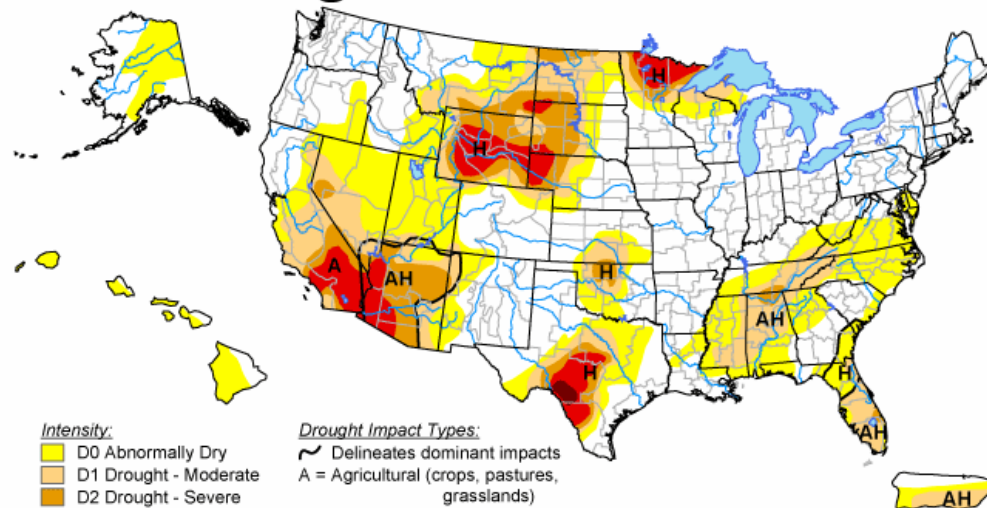 H
H
A
AH
H
AH
H
H
AH
AH
Intensity:
D0 Abnormally Dry
D1 Drought - Moderate
D2 Drought - Severe
Drought Impact Types:
Delineates dominant impacts
A = Agricultural (crops, pastures,
grasslands)